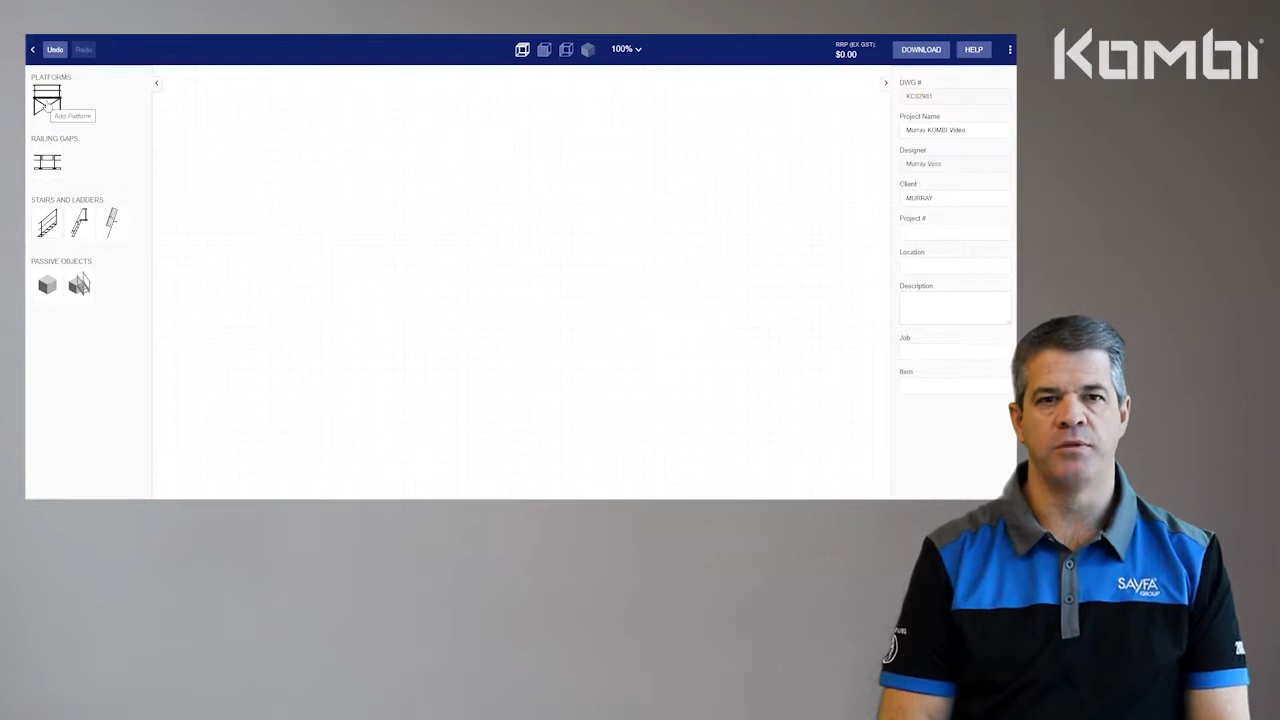 Undo
Redo
100%
RRP (EX GST):
$0.00
DOWNLOAD
HELP
KOMBI®
PLATFORMS
Add Platform
RAILING GAPS
STAIRS AND LADDERS
PASSIVE OBJECTS
DWG #
KC02981
Project Name
Murray KOMBI Video
Designer
Murray Voss
Client
MURRAY
Project #
Location
Description
Job
Item
SAYFA
GROUP